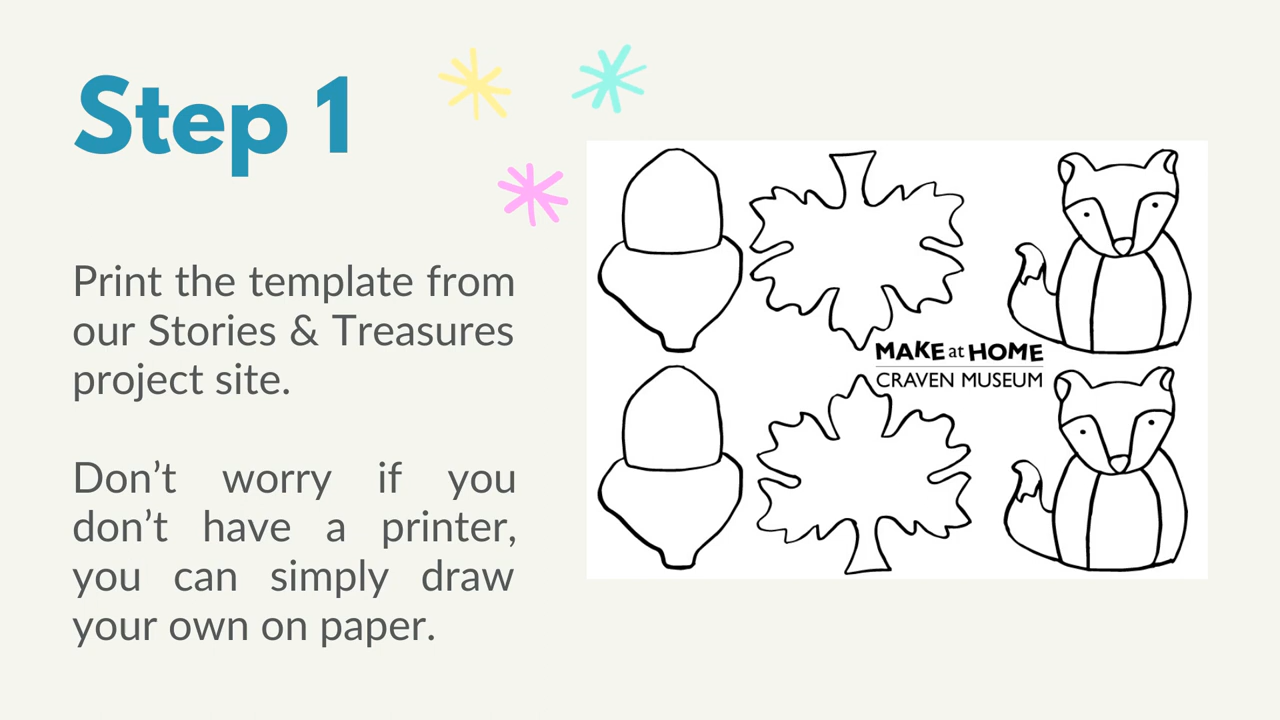 Step 1
Print the template from
our Stories & Treasures
project site.
Don’t worry if you
don’t have a printer,
you can simply draw
your own on paper.
MAKE at HOME
CRAVEN MUSEUM